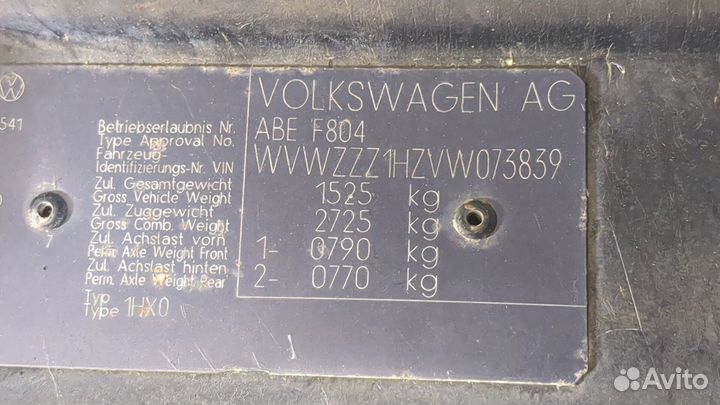 VOLKSWAGEN AG
541
Betriebserlaubnis Nr.
Type Approval No.
ABE F804
Fahrzeug-
Identifizierungs-Nr. VIN
WVWZZZ1HZVW073839
Zul. Gesamtgewicht
Gross Vehicle Weight
1525 kg
Zul. Zuggewicht
Gross Comb. Weight
2725 kg
Zul. Achslast vorn
Perm. Axle Weight Front
1- 0790 kg
Zul. Achslast hinten
Perm. Axle Weight Rear
2- 0770 kg
Typ
Type 1HX0
Avito